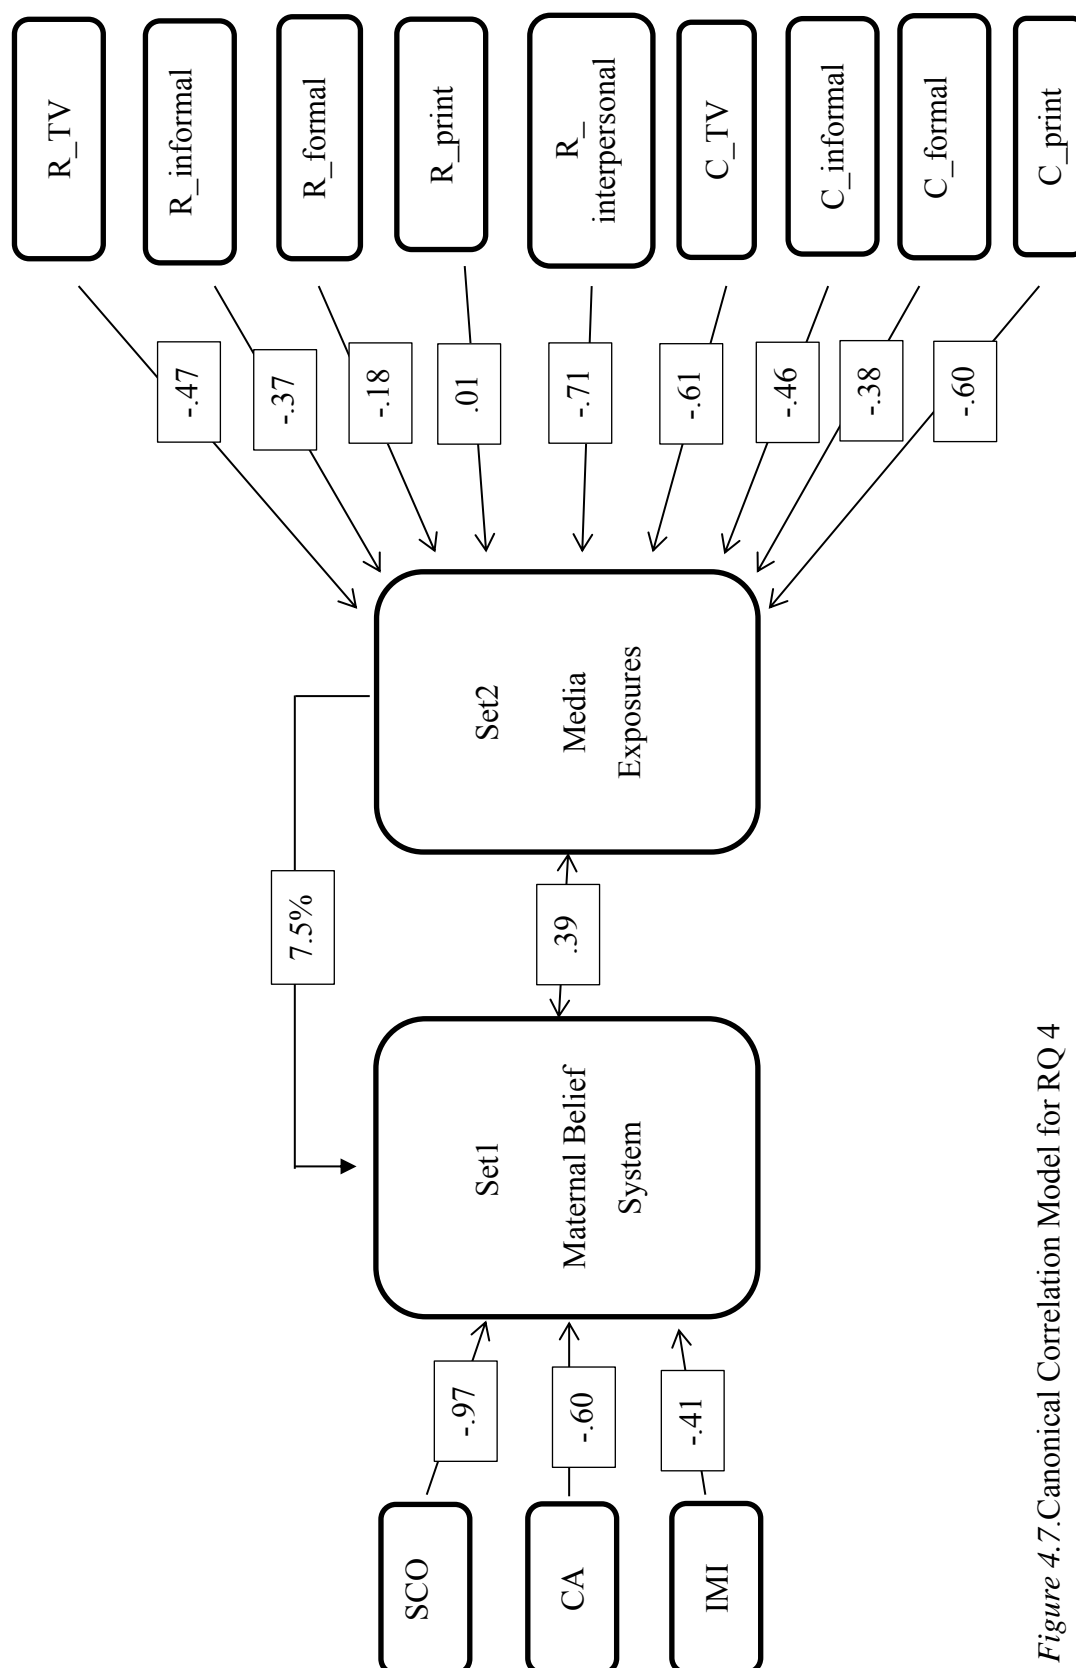 R_TV
R_informal
R_formal
R_print
R_
interpersonal
C_TV
C_informal
C_formal
C_print
-.47
-.37
-.18
.01
-.71
-.61
-.46
-.38
-.60
Set2
Media
Exposures
7.5%
.39
Set1
Maternal Belief
System
-.97
-.60
-.41
SCO
CA
IMI
Figure 4.7.Canonical Correlation Model for RQ 4